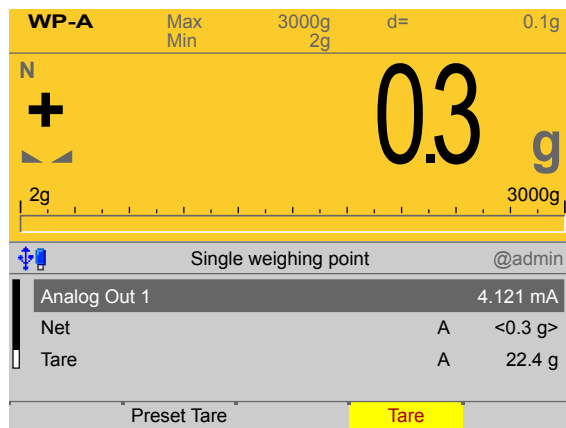 WP-A Max 3000g d= 0.1g
Min 2g
N
+ 0.3 g
2g 3000g
Single weighing point @admin
Analog Out 1 4.121 mA
Net A <0.3 g>
Tare A 22.4 g
Preset Tare Tare